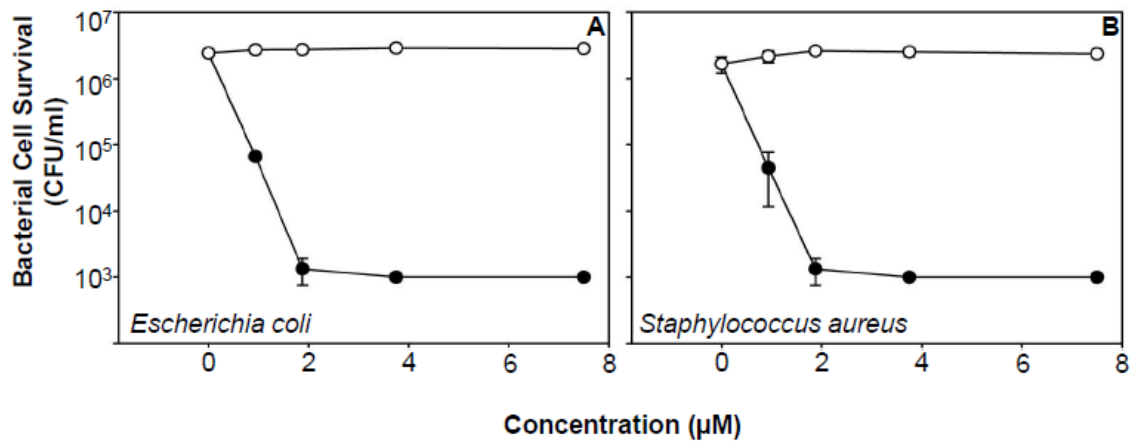 Bacterial Cell Survival
(CFU/ml)
10⁷
10⁶
10⁵
10⁴
10³
A
Escherichia coli
0 2 4 6 8
B
Staphylococcus aureus
0 2 4 6 8
Concentration (µM)